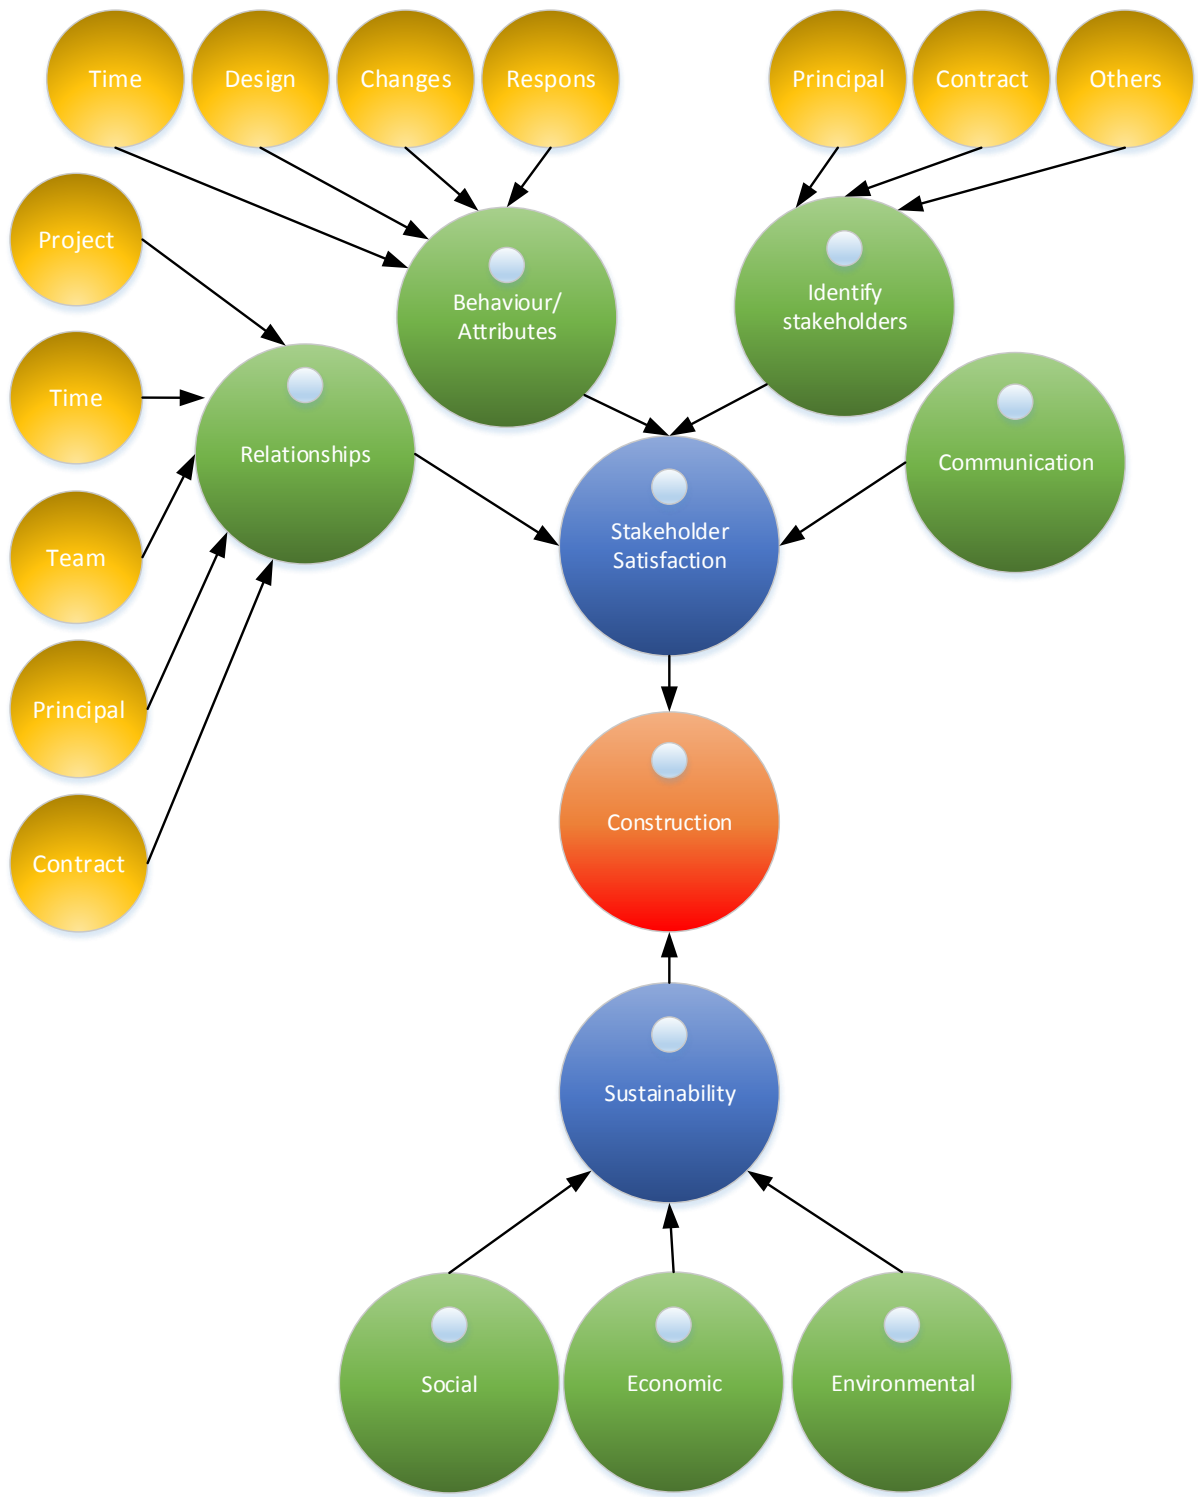 Time
Design
Changes
Respons
Principal
Contract
Others
Project
Behaviour/
Attributes
Identify
stakeholders
Time
Relationships
Communication
Stakeholder
Satisfaction
Team
Principal
Construction
Contract
Sustainability
Social
Economic
Environmental